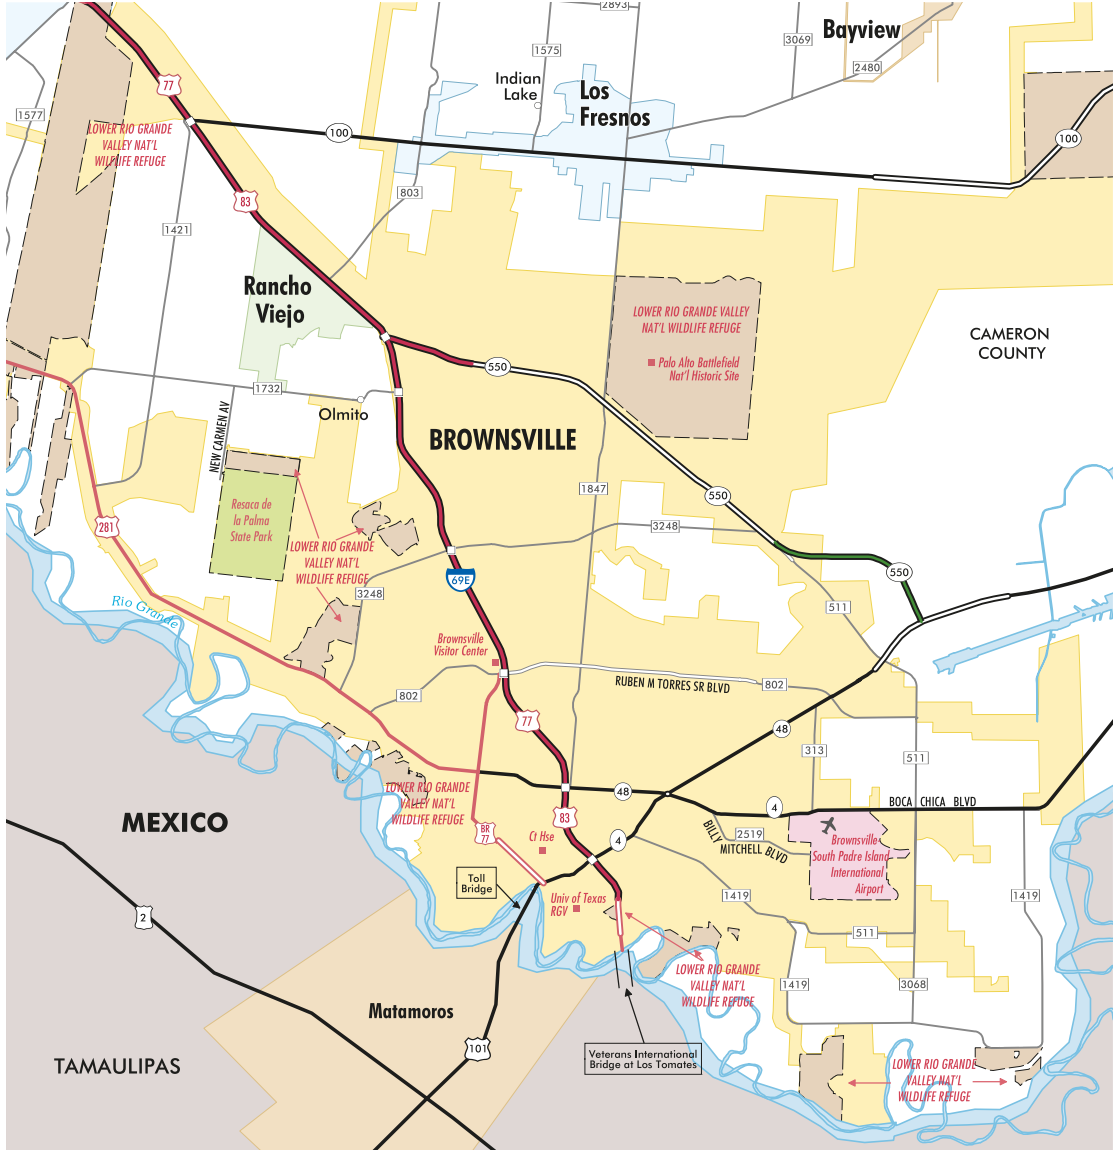 2893
Bayview
3069
1575
2480
77
Indian
Lake
Los
Fresnos
1577
LOWER RIO GRANDE
VALLEY NAT'L
WILDLIFE REFUGE
100
100
803
83
1421
Rancho
Viejo
LOWER RIO GRANDE VALLEY
NAT'L WILDLIFE REFUGE
Palo Alto Battlefield
Nat'l Historic Site
CAMERON
COUNTY
550
1732
Olmito
NEW CARMEN AV
BROWNSVILLE
1847
550
Resaca de
la Palma
State Park
281
3248
LOWER RIO GRANDE
VALLEY NAT'L
WILDLIFE REFUGE
69E
550
3248
511
Rio Grande
Brownsville
Visitor Center
RUBEN M TORRES SR BLVD
802
802
77
48
313
511
LOWER RIO GRANDE
VALLEY NAT'L
WILDLIFE REFUGE
48
4
BOCA CHICA BLVD
MEXICO
83
BR
77
Ct Hse
4
BILLY
MITCHELL BLVD
2519
Brownsville
South Padre Island
International
Airport
Toll
Bridge
Univ of Texas
RGV
1419
1419
2
511
LOWER RIO GRANDE
VALLEY NAT'L
WILDLIFE REFUGE
1419
3068
Matamoros
101
Veterans International
Bridge at Los Tomates
TAMAULIPAS
LOWER RIO GRANDE
VALLEY NAT'L
WILDLIFE REFUGE